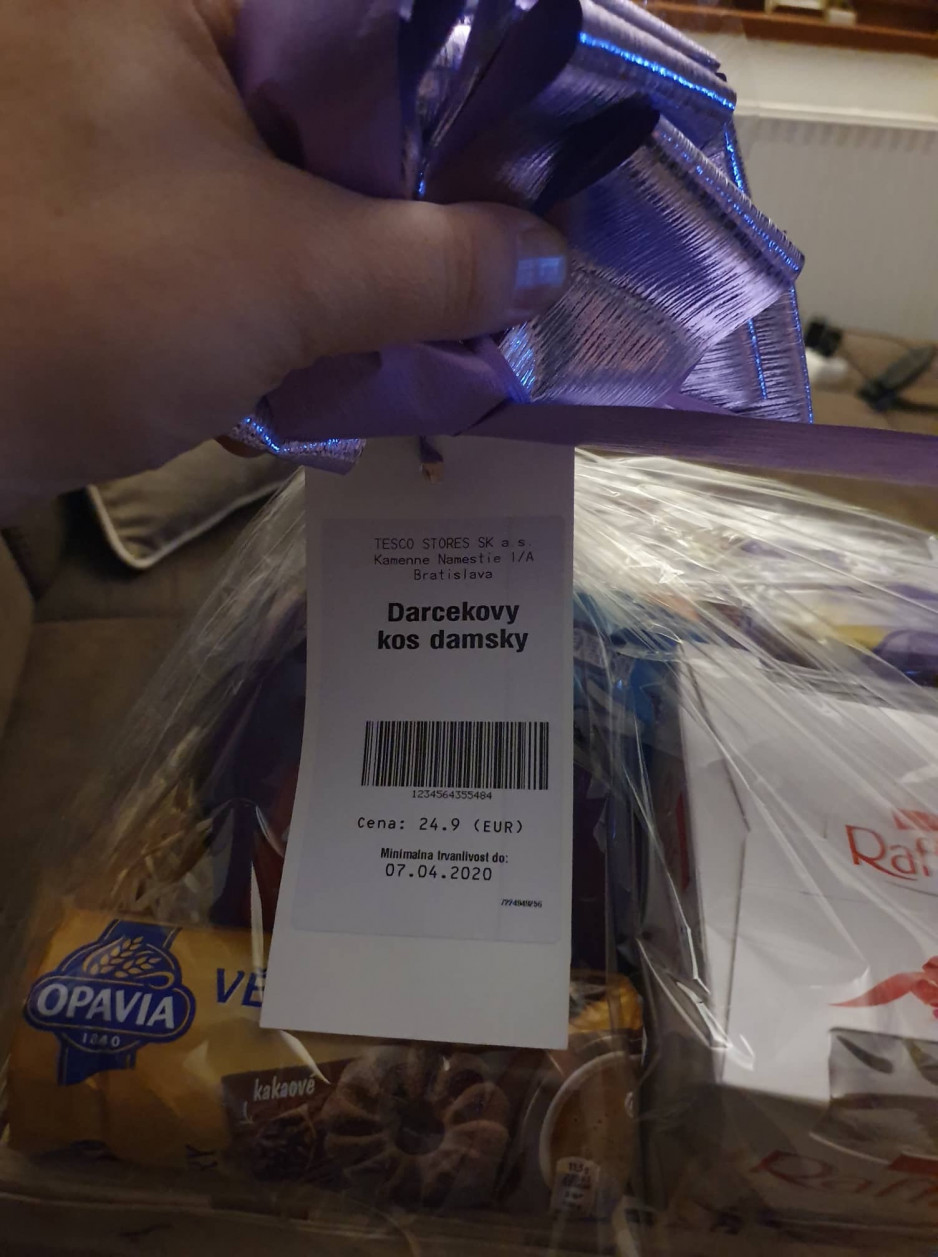 TESCO STORES SK a.s.
Kamenne Namestie 1/A
Bratislava
Darcekovy
kos damsky
1234564355484
Cena: 24.9 (EUR)
Minimalna trvanlivost do:
07.04.2020
OPAVIA
1840
kakaové